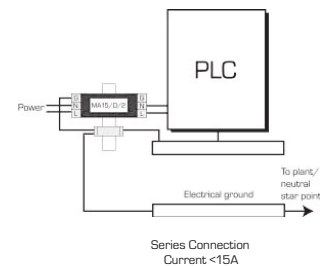 PLC
G
N
L
MA15/D/2
G
N
L
Power
To plant/
neutral
star point
Electrical ground
Series Connection
Current <15A